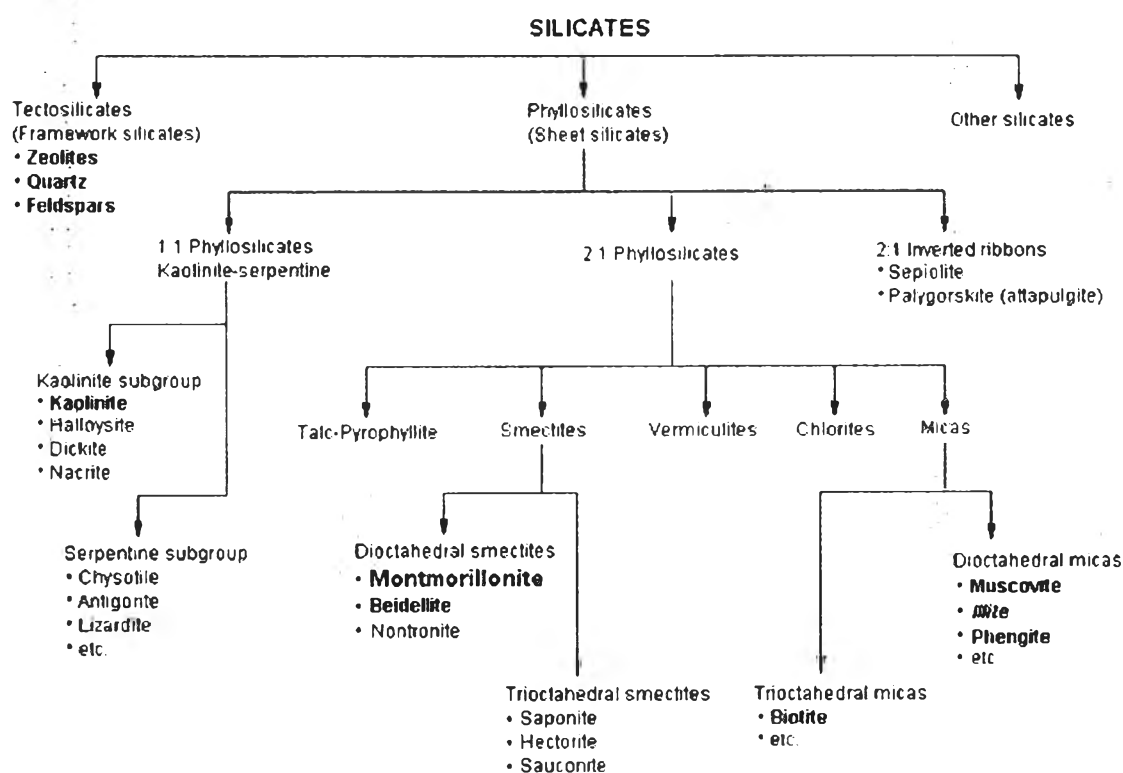 SILICATES
Tectosilicates
(Framework silicates)
• Zeolites
• Quartz
• Feldspars
Phyllosilicates
(Sheet silicates)
Other silicates
1 1 Phyllosilicates
Kaolinite-serpentine
2 1 Phyllosilicates
2:1 Inverted ribbons
• Sepiolite
• Palygorskite (attapulgite)
Kaolinite subgroup
• Kaolinite
• Halloysite
• Dickite
• Nacrite
Talc-Pyrophyllite
Smectites
Vermiculites
Chlorites
Micas
Serpentine subgroup
• Chysotile
• Antigorite
• Lizardite
• etc.
Dioctahedral smectites
• Montmorillonite
• Beidellite
• Nontronite
Dioctahedral micas
• Muscovite
• Illite
• Phengite
• etc
Trioctahedral smectites
• Saponite
• Hectorite
• Sauconite
Trioctahedral micas
• Biotite
• etc.